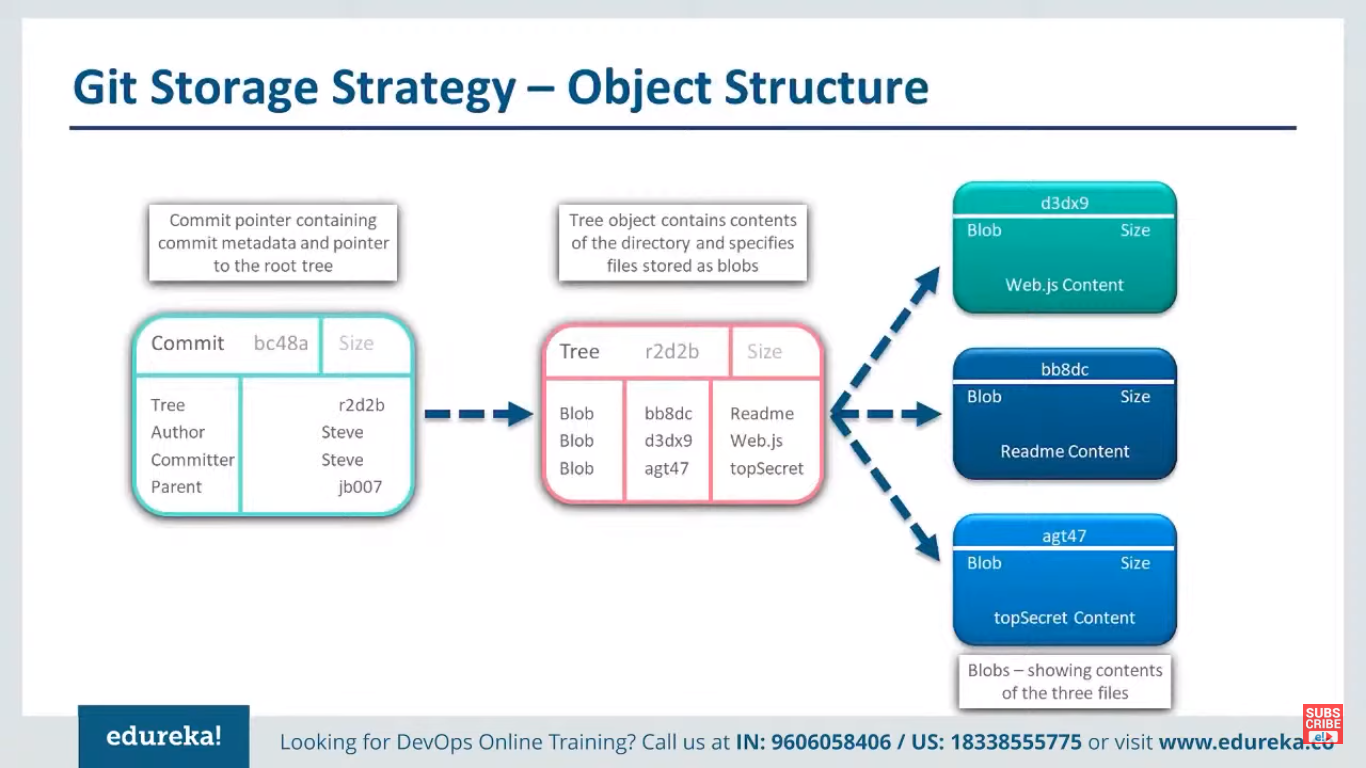 Git Storage Strategy – Object Structure
Commit pointer containing
commit metadata and pointer
to the root tree
Commit bc48a Size
Tree r2d2b
Author Steve
Committer Steve
Parent jb007
Tree object contains contents
of the directory and specifies
files stored as blobs
Tree r2d2b Size
Blob bb8dc Readme
Blob d3dx9 Web.js
Blob agt47 topSecret
d3dx9
Blob Size
Web.js Content
bb8dc
Blob Size
Readme Content
agt47
Blob Size
topSecret Content
Blobs – showing contents
of the three files
edureka!
Looking for DevOps Online Training? Call us at IN: 9606058406 / US: 18338555775 or visit www.edureka.co
SUBS
CRIBE
e!